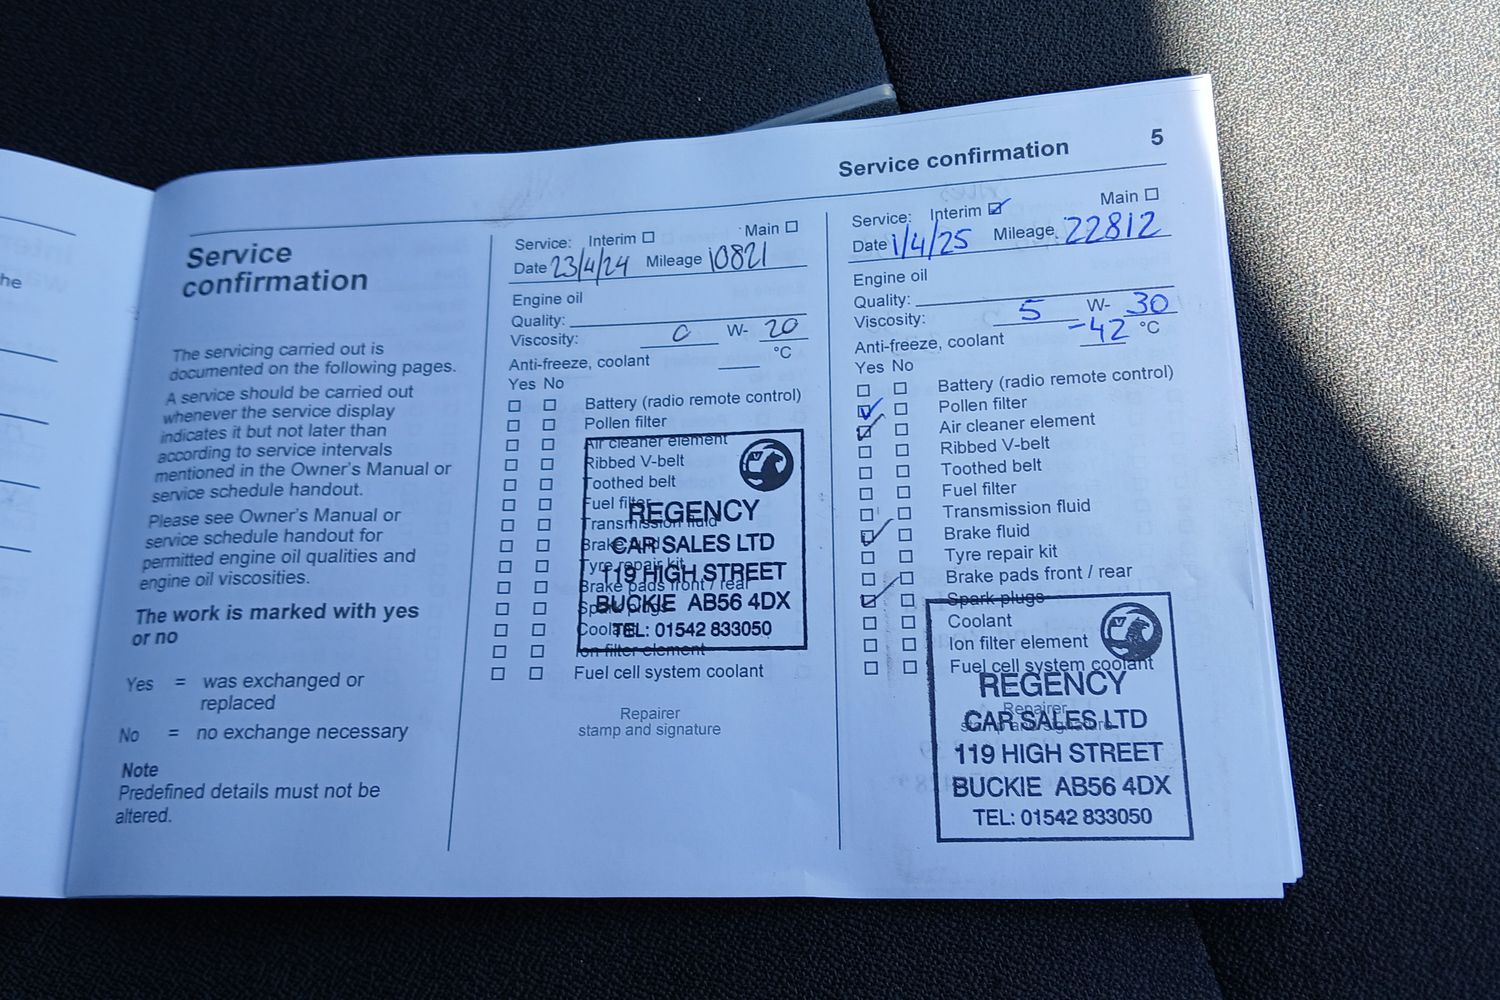 he
Service confirmation 5
Service
confirmation
The servicing carried out is
documented on the following pages.
A service should be carried out
whenever the service display
indicates it but not later than
according to service intervals
mentioned in the Owner's Manual or
service schedule handout.
Please see Owner's Manual or
service schedule handout for
permitted engine oil qualities and
engine oil viscosities.
The work is marked with yes
or no
Yes = was exchanged or
replaced
No = no exchange necessary
Note
Predefined details must not be
altered.
Service: Interim ☐ Main ☐
Date 23/4/24 Mileage 10821
Engine oil
Quality:
Viscosity: 0 W- 20
Anti-freeze, coolant °C
Yes No
☐ ☐ Battery (radio remote control)
☐ ☐ Pollen filter
☐ ☐ Air cleaner element
☐ ☐ Ribbed V-belt
☐ ☐ Toothed belt
☐ ☐ Fuel filter
☐ ☐ Transmission fluid
☐ ☐ Brake fluid
☐ ☐ Tyre repair kit
☐ ☐ Brake pads front / rear
☐ ☐ Spark plugs
☐ ☐ Coolant
☐ ☐ Ion filter element
☐ ☐ Fuel cell system coolant
REGENCY
CAR SALES LTD
119 HIGH STREET
BUCKIE AB56 4DX
TEL: 01542 833050
Repairer
stamp and signature
Service: Interim ☑ Main ☐
Date 1/4/25 Mileage 22812
Engine oil
Quality:
Viscosity: 5 W- 30
Anti-freeze, coolant -42 °C
Yes No
☐ ☐ Battery (radio remote control)
☑ ☐ Pollen filter
☑ ☐ Air cleaner element
☐ ☐ Ribbed V-belt
☐ ☐ Toothed belt
☐ ☐ Fuel filter
☐ ☐ Transmission fluid
☑ ☐ Brake fluid
☐ ☐ Tyre repair kit
☐ ☐ Brake pads front / rear
☑ ☐ Spark plugs
☐ ☐ Coolant
☐ ☐ Ion filter element
☐ ☐ Fuel cell system coolant
Repairer
stamp and signature
REGENCY
CAR SALES LTD
119 HIGH STREET
BUCKIE AB56 4DX
TEL: 01542 833050